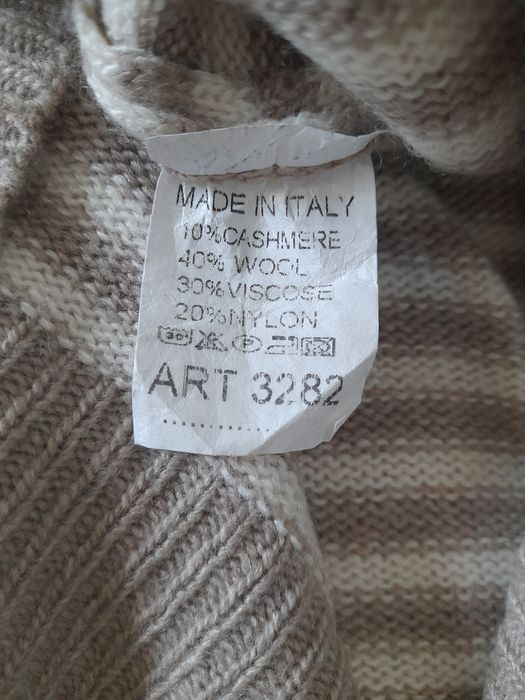 MADE IN ITALY
10%CASHMERE
40% WOOL
30%VISCOSE
20%NYLON
ART 3282